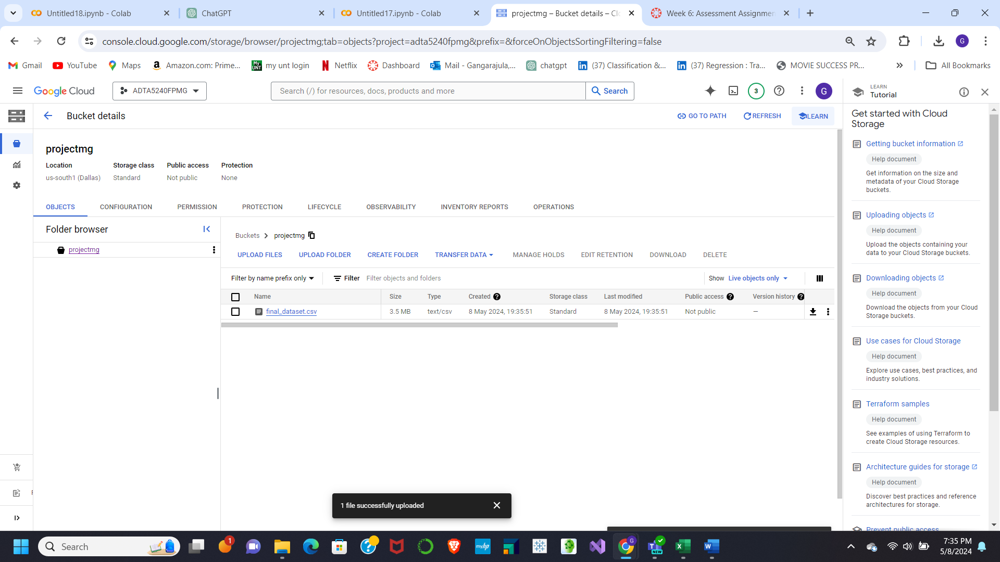 Untitled18.ipynb - Colab
ChatGPT
Untitled17.ipynb - Colab
projectmg – Bucket details – Clo
Week 6: Assessment Assignmen
console.cloud.google.com/storage/browser/projectmg;tab=objects?project=adta5240fpmg&prefix=&forceOnObjectsSortingFiltering=false
G
Gmail
YouTube
Maps
Amazon.com: Prime...
my unt login
Netflix
Dashboard
Mail - Gangarajula,...
chatgpt
(37) Classification &...
(37) Regression : Tra...
MOVIE SUCCESS PR...
All Bookmarks
Google Cloud
ADTA5240FPMG
Search (/) for resources, docs, products and more
Search
3
G
LEARN
Tutorial
Bucket details
GO TO PATH
REFRESH
LEARN
Get started with Cloud
Storage
projectmg
Location
Storage class
Public access
Protection
us-south1 (Dallas)
Standard
Not public
None
OBJECTS
CONFIGURATION
PERMISSION
PROTECTION
LIFECYCLE
OBSERVABILITY
INVENTORY REPORTS
OPERATIONS
Folder browser
projectmg
Buckets
projectmg
UPLOAD FILES
UPLOAD FOLDER
CREATE FOLDER
TRANSFER DATA
MANAGE HOLDS
EDIT RETENTION
DOWNLOAD
DELETE
Filter by name prefix only
Filter
Filter objects and folders
Show
Live objects only
Name
Size
Type
Created
Storage class
Last modified
Public access
Version history
final_dataset.csv
3.5 MB
text/csv
8 May 2024, 19:35:51
Standard
8 May 2024, 19:35:51
Not public
—
Getting bucket information
Help document
Get information on the size and
metadata of your Cloud Storage
buckets.
Uploading objects
Help document
Upload the objects containing your
data to your Cloud Storage buckets.
Downloading objects
Help document
Download the objects from your Cloud
Storage buckets.
Use cases for Cloud Storage
Help document
Explore use cases, best practices, and
industry solutions.
Terraform samples
Help document
See examples of using Terraform to
create Cloud Storage resources.
Architecture guides for storage
Help document
Discover best practices and reference
architectures for storage.
Prevent public access
1 file successfully uploaded
Search
1
myhp
G
NEW
7:35 PM
5/8/2024